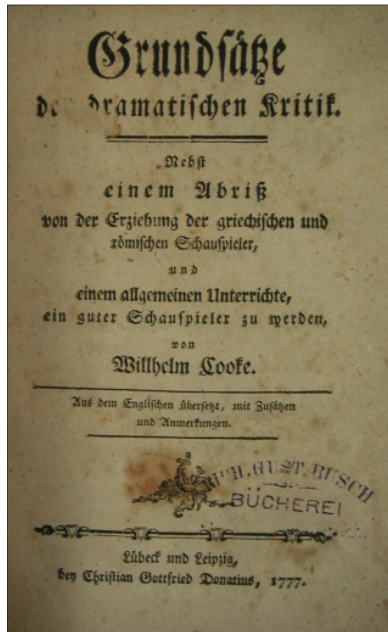 Grundsätze
der dramatischen Kritik.
Nebst
einem Abriß
von der Erziehung der griechischen und
römischen Schauspieler,
und
einem allgemeinen Unterrichte,
ein guter Schauspieler zu werden,
von
Willhelm Cooke.
Aus dem Englischen übersetzt, mit Zusätzen
und Anmerkungen.
GUST. BUSCH
BÜCHEREI
Lübeck und Leipzig,
bey Christian Gottfried Donatius, 1777.